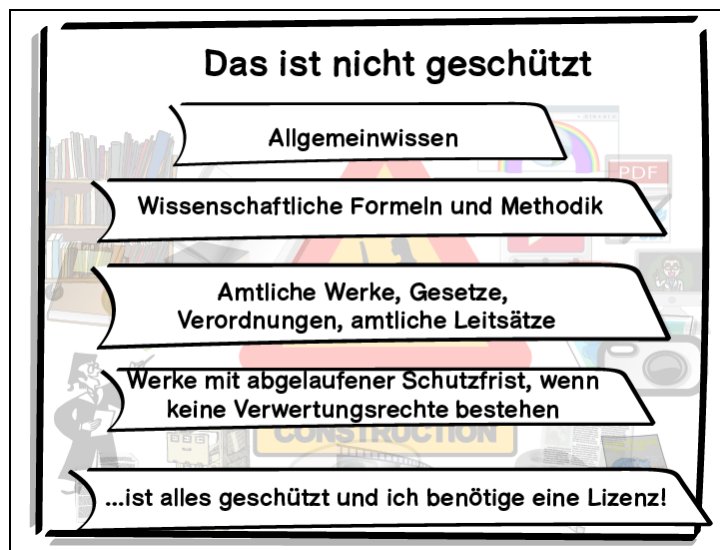 Das ist nicht geschützt
Allgemeinwissen
PDF
Wissenschaftliche Formeln und Methodik
Amtliche Werke, Gesetze,
Verordnungen, amtliche Leitsätze
Werke mit abgelaufener Schutzfrist, wenn
keine Verwertungsrechte bestehen
CONSTRUCTION
...ist alles geschützt und ich benötige eine Lizenz!